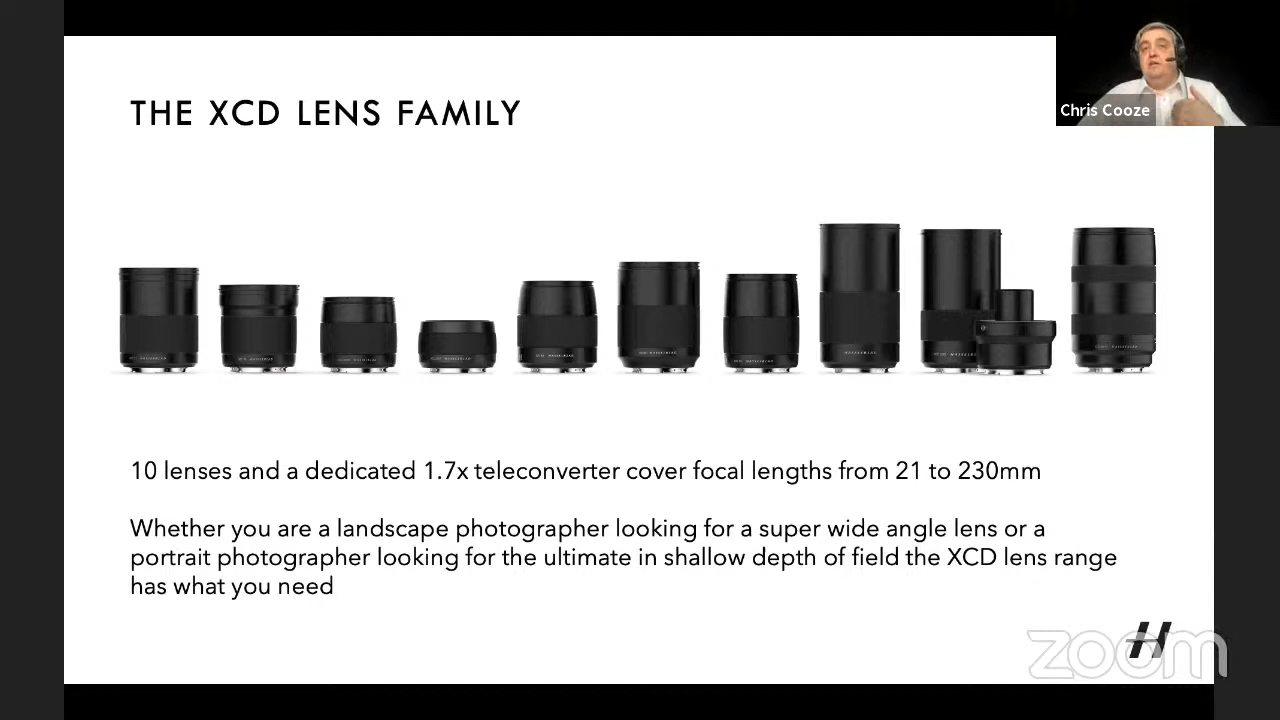 THE XCD LENS FAMILY
Chris Cooze
10 lenses and a dedicated 1.7x teleconverter cover focal lengths from 21 to 230mm
Whether you are a landscape photographer looking for a super wide angle lens or a
portrait photographer looking for the ultimate in shallow depth of field the XCD lens range
has what you need
zoom